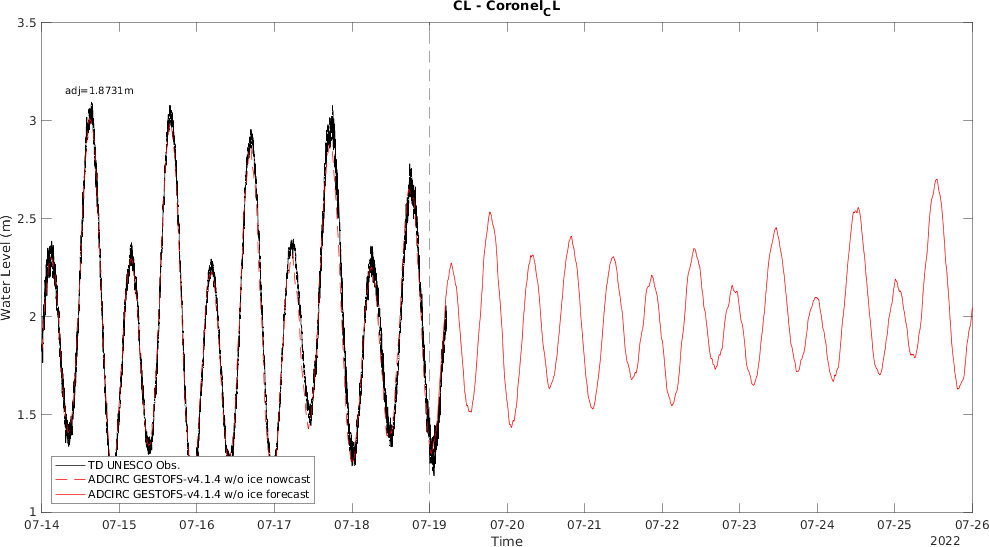 CL - Coronel_CL
3.5
adj=1.8731m
3
2.5
Water Level (m)
2
1.5
TD UNESCO Obs.
ADCIRC GESTOFS-v4.1.4 w/o ice nowcast
ADCIRC GESTOFS-v4.1.4 w/o ice forecast
1
07-14 07-15 07-16 07-17 07-18 07-19 07-20 07-21 07-22 07-23 07-24 07-25 07-26
Time
2022